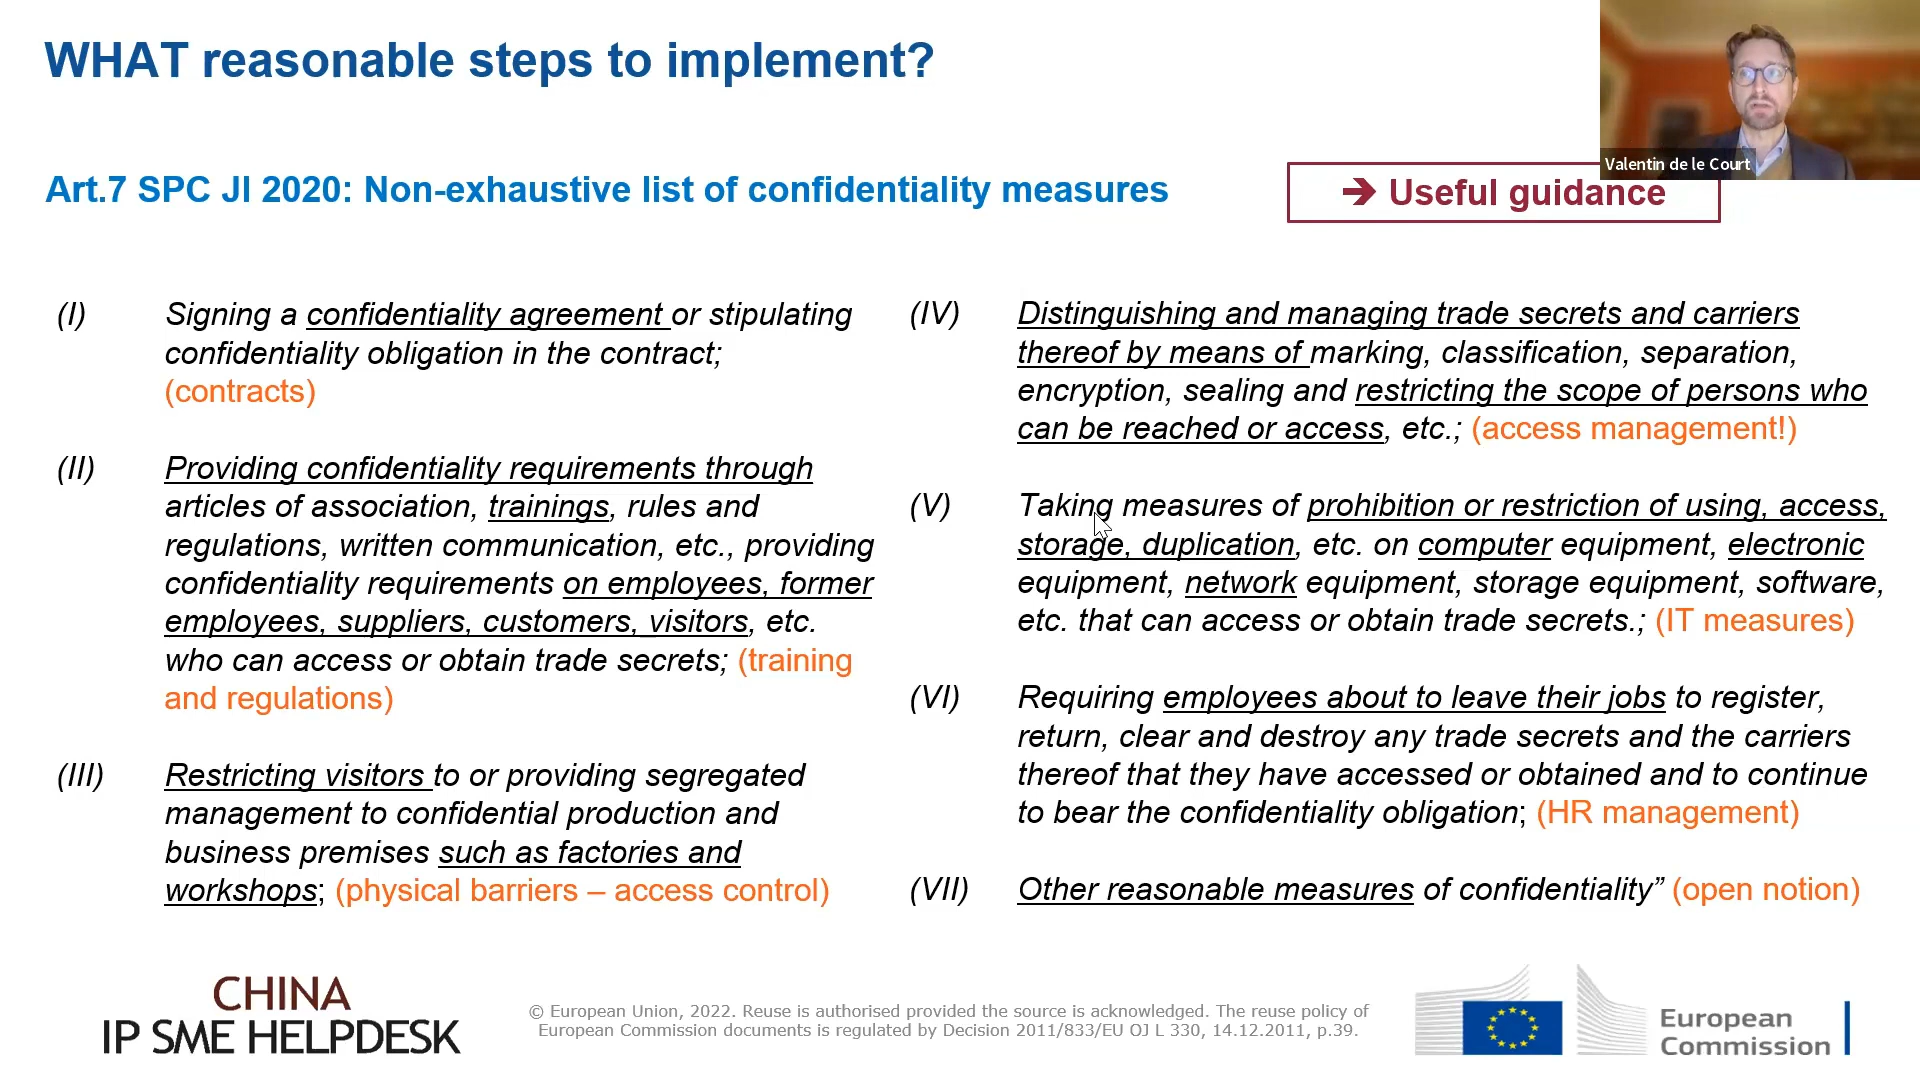 WHAT reasonable steps to implement?
Valentin de le Court
Art.7 SPC JI 2020: Non-exhaustive list of confidentiality measures
➔ Useful guidance
(I) Signing a confidentiality agreement or stipulating
confidentiality obligation in the contract;
(contracts)
(II) Providing confidentiality requirements through
articles of association, trainings, rules and
regulations, written communication, etc., providing
confidentiality requirements on employees, former
employees, suppliers, customers, visitors, etc.
who can access or obtain trade secrets; (training
and regulations)
(III) Restricting visitors to or providing segregated
management to confidential production and
business premises such as factories and
workshops; (physical barriers – access control)
(IV) Distinguishing and managing trade secrets and carriers
thereof by means of marking, classification, separation,
encryption, sealing and restricting the scope of persons who
can be reached or access, etc.; (access management!)
(V) Taking measures of prohibition or restriction of using, access,
storage, duplication, etc. on computer equipment, electronic
equipment, network equipment, storage equipment, software,
etc. that can access or obtain trade secrets.; (IT measures)
(VI) Requiring employees about to leave their jobs to register,
return, clear and destroy any trade secrets and the carriers
thereof that they have accessed or obtained and to continue
to bear the confidentiality obligation; (HR management)
(VII) Other reasonable measures of confidentiality” (open notion)
CHINA
IP SME HELPDESK
© European Union, 2022. Reuse is authorised provided the source is acknowledged. The reuse policy of
European Commission documents is regulated by Decision 2011/833/EU OJ L 330, 14.12.2011, p.39.
European
Commission